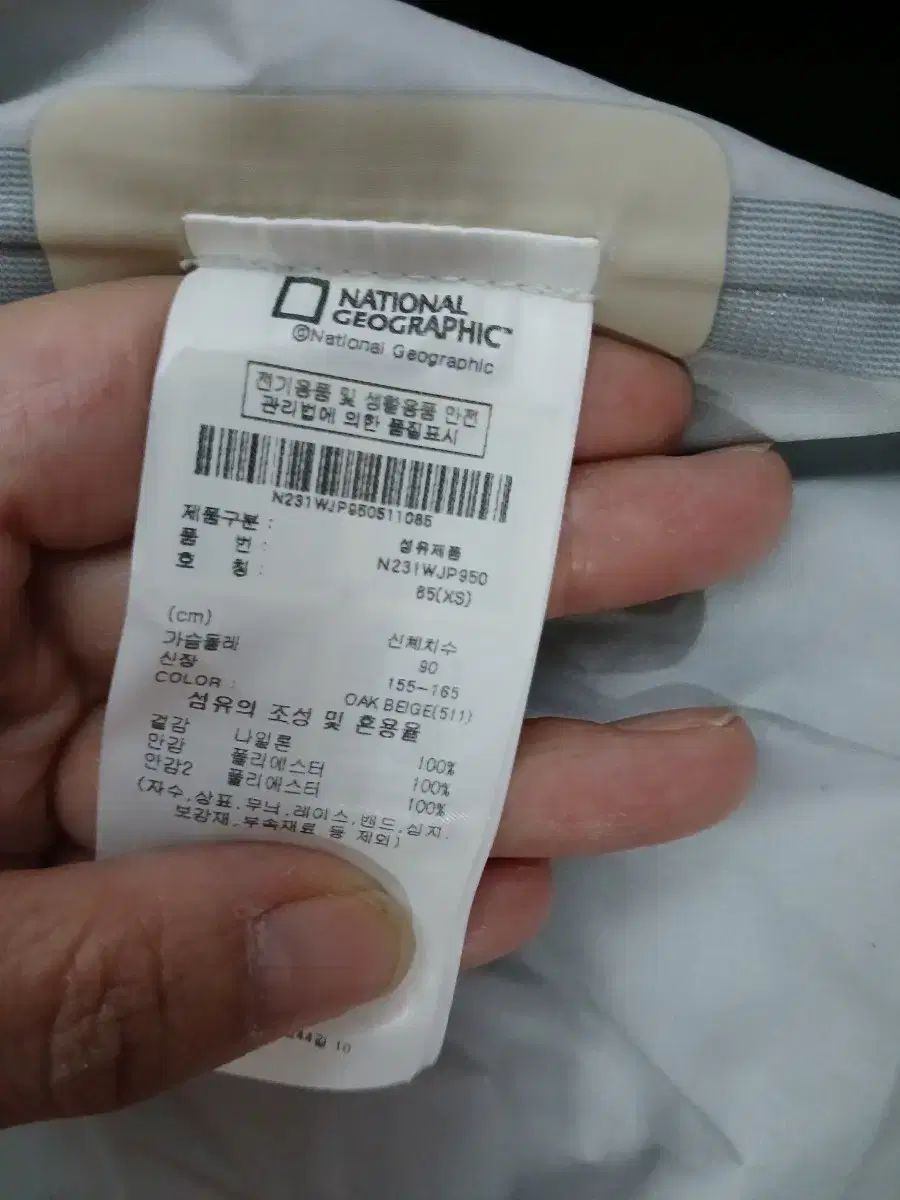 NATIONAL
GEOGRAPHIC™
©National Geographic
전기용품 및 생활용품 안전
관리법에 의한 품질표시
N231WJP950511085
제품구분 : 섬유제품
품 번 : N231WJP950
호 칭 : 85(XS)
(cm) 신체치수
가슴둘레 90
신장 155-165
COLOR : OAK BEIGE(511)
섬유의 조성 및 혼용율
겉감 나일론 100%
안감 폴리에스터 100%
안감2 폴리에스터 100%
(자수,상표,무늬,레이스,밴드,심지,
보강재,부속재료 등 제외)
10